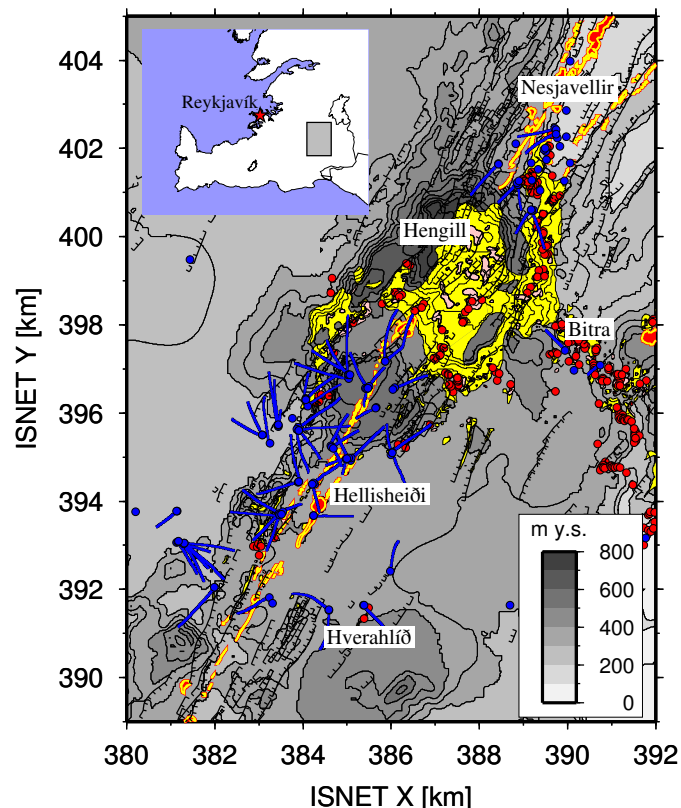 404
402
400
398
396
394
392
390
ISNET Y [km]
Reykjavík
Nesjavellir
Hengill
Bitra
Hellisheiði
Hverahlíð
m y.s.
800
600
400
200
0
380
382
384
386
388
390
392
ISNET X [km]